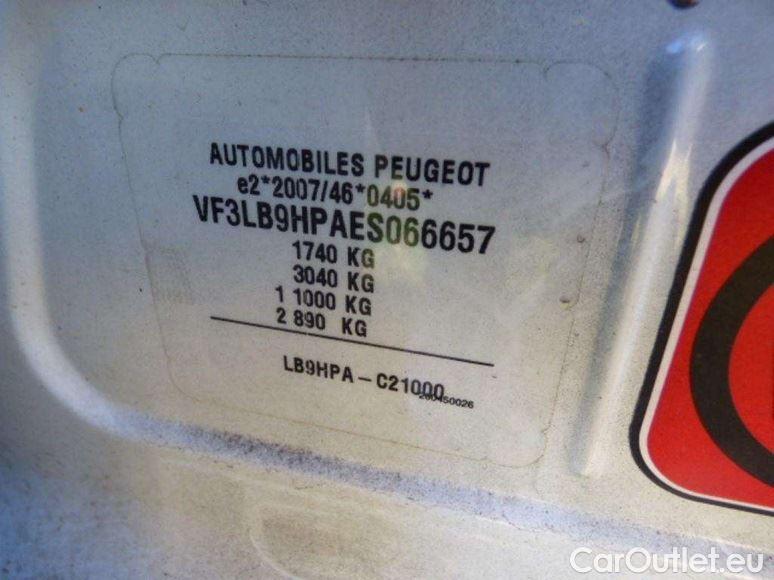 AUTOMOBILES PEUGEOT
e2*2007/46*0405*
VF3LB9HPAES066657
1740 KG
3040 KG
1 1000 KG
2 890 KG
LB9HPA - C21000
CarOutlet.eu